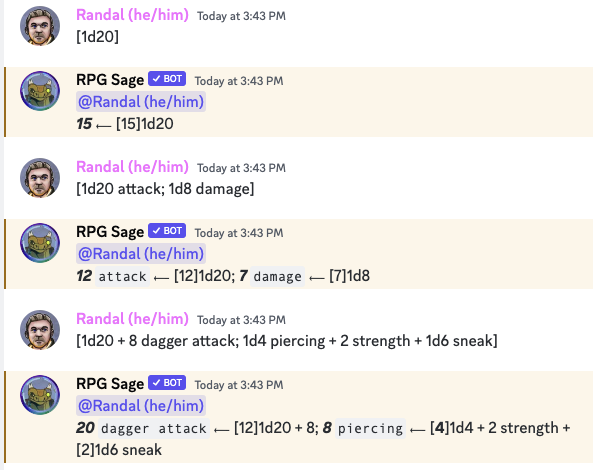 Randal (he/him) Today at 3:43 PM
[1d20]
RPG Sage ✓ BOT Today at 3:43 PM
@Randal (he/him)
15 ⟵ [15]1d20
Randal (he/him) Today at 3:43 PM
[1d20 attack; 1d8 damage]
RPG Sage ✓ BOT Today at 3:43 PM
@Randal (he/him)
12 attack ⟵ [12]1d20; 7 damage ⟵ [7]1d8
Randal (he/him) Today at 3:43 PM
[1d20 + 8 dagger attack; 1d4 piercing + 2 strength + 1d6 sneak]
RPG Sage ✓ BOT Today at 3:43 PM
@Randal (he/him)
20 dagger attack ⟵ [12]1d20 + 8; 8 piercing ⟵ [4]1d4 + 2 strength +
[2]1d6 sneak